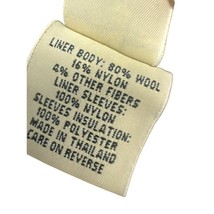 LINER BODY: 80% WOOL
16% NYLON
4% OTHER FIBERS
LINER SLEEVES:
100% NYLON
SLEEVES INSULATION:
100% POLYESTER
MADE IN THAILAND
CARE ON REVERSE